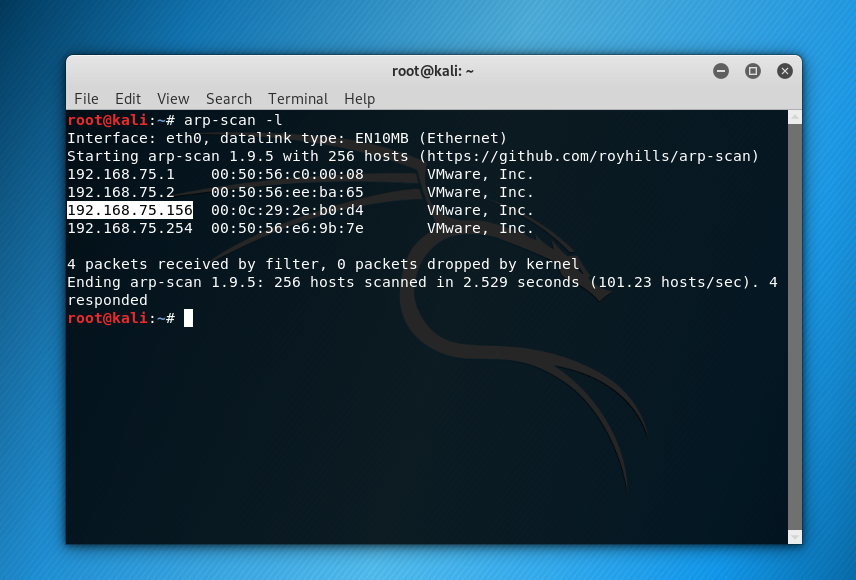 root@kali: ~
File Edit View Search Terminal Help
root@kali:~# arp-scan -l
Interface: eth0, datalink type: EN10MB (Ethernet)
Starting arp-scan 1.9.5 with 256 hosts (https://github.com/royhills/arp-scan)
192.168.75.1    00:50:56:c0:00:08       VMware, Inc.
192.168.75.2    00:50:56:ee:ba:65       VMware, Inc.
192.168.75.156  00:0c:29:2e:b0:d4       VMware, Inc.
192.168.75.254  00:50:56:e6:9b:7e       VMware, Inc.
4 packets received by filter, 0 packets dropped by kernel
Ending arp-scan 1.9.5: 256 hosts scanned in 2.529 seconds (101.23 hosts/sec). 4
responded
root@kali:~#